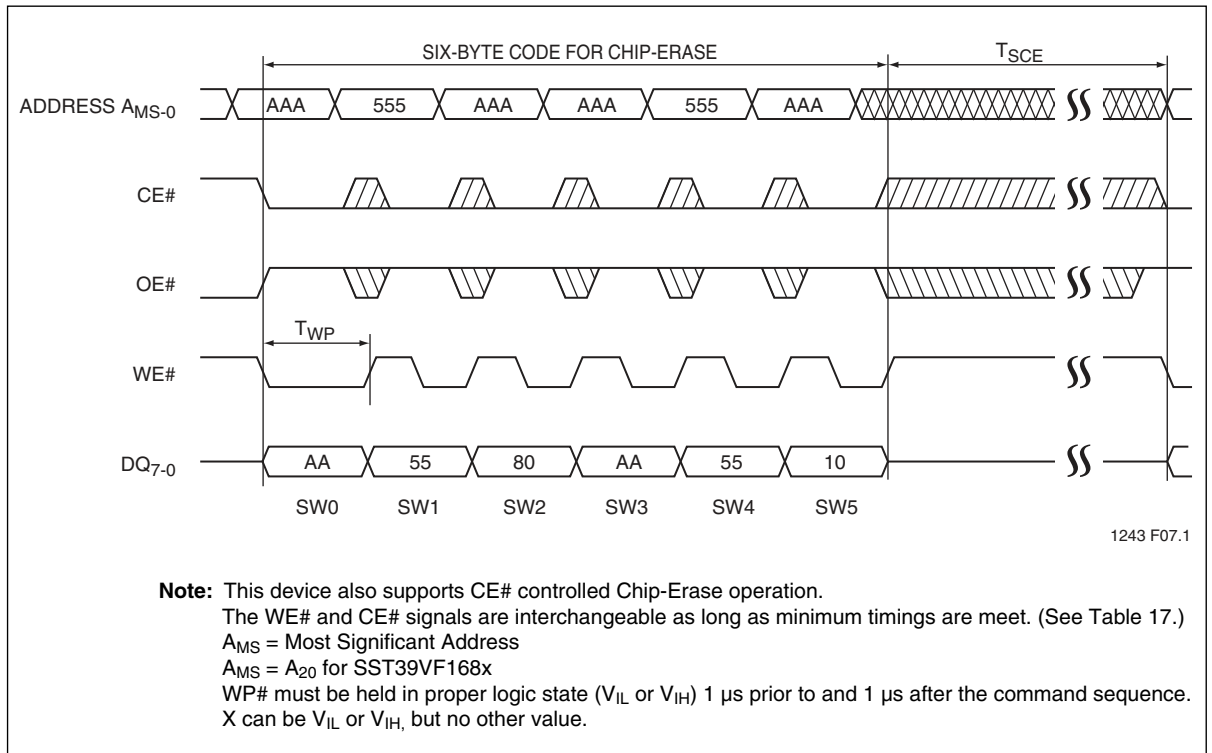 SIX-BYTE CODE FOR CHIP-ERASE
TSCE
ADDRESS AMS-0
AAA 555 AAA AAA 555 AAA
CE#
OE#
TWP
WE#
DQ7-0
AA 55 80 AA 55 10
SW0 SW1 SW2 SW3 SW4 SW5
1243 F07.1
Note: This device also supports CE# controlled Chip-Erase operation.
The WE# and CE# signals are interchangeable as long as minimum timings are meet. (See Table 17.)
AMS = Most Significant Address
AMS = A20 for SST39VF168x
WP# must be held in proper logic state (VIL or VIH) 1 µs prior to and 1 µs after the command sequence.
X can be VIL or VIH, but no other value.